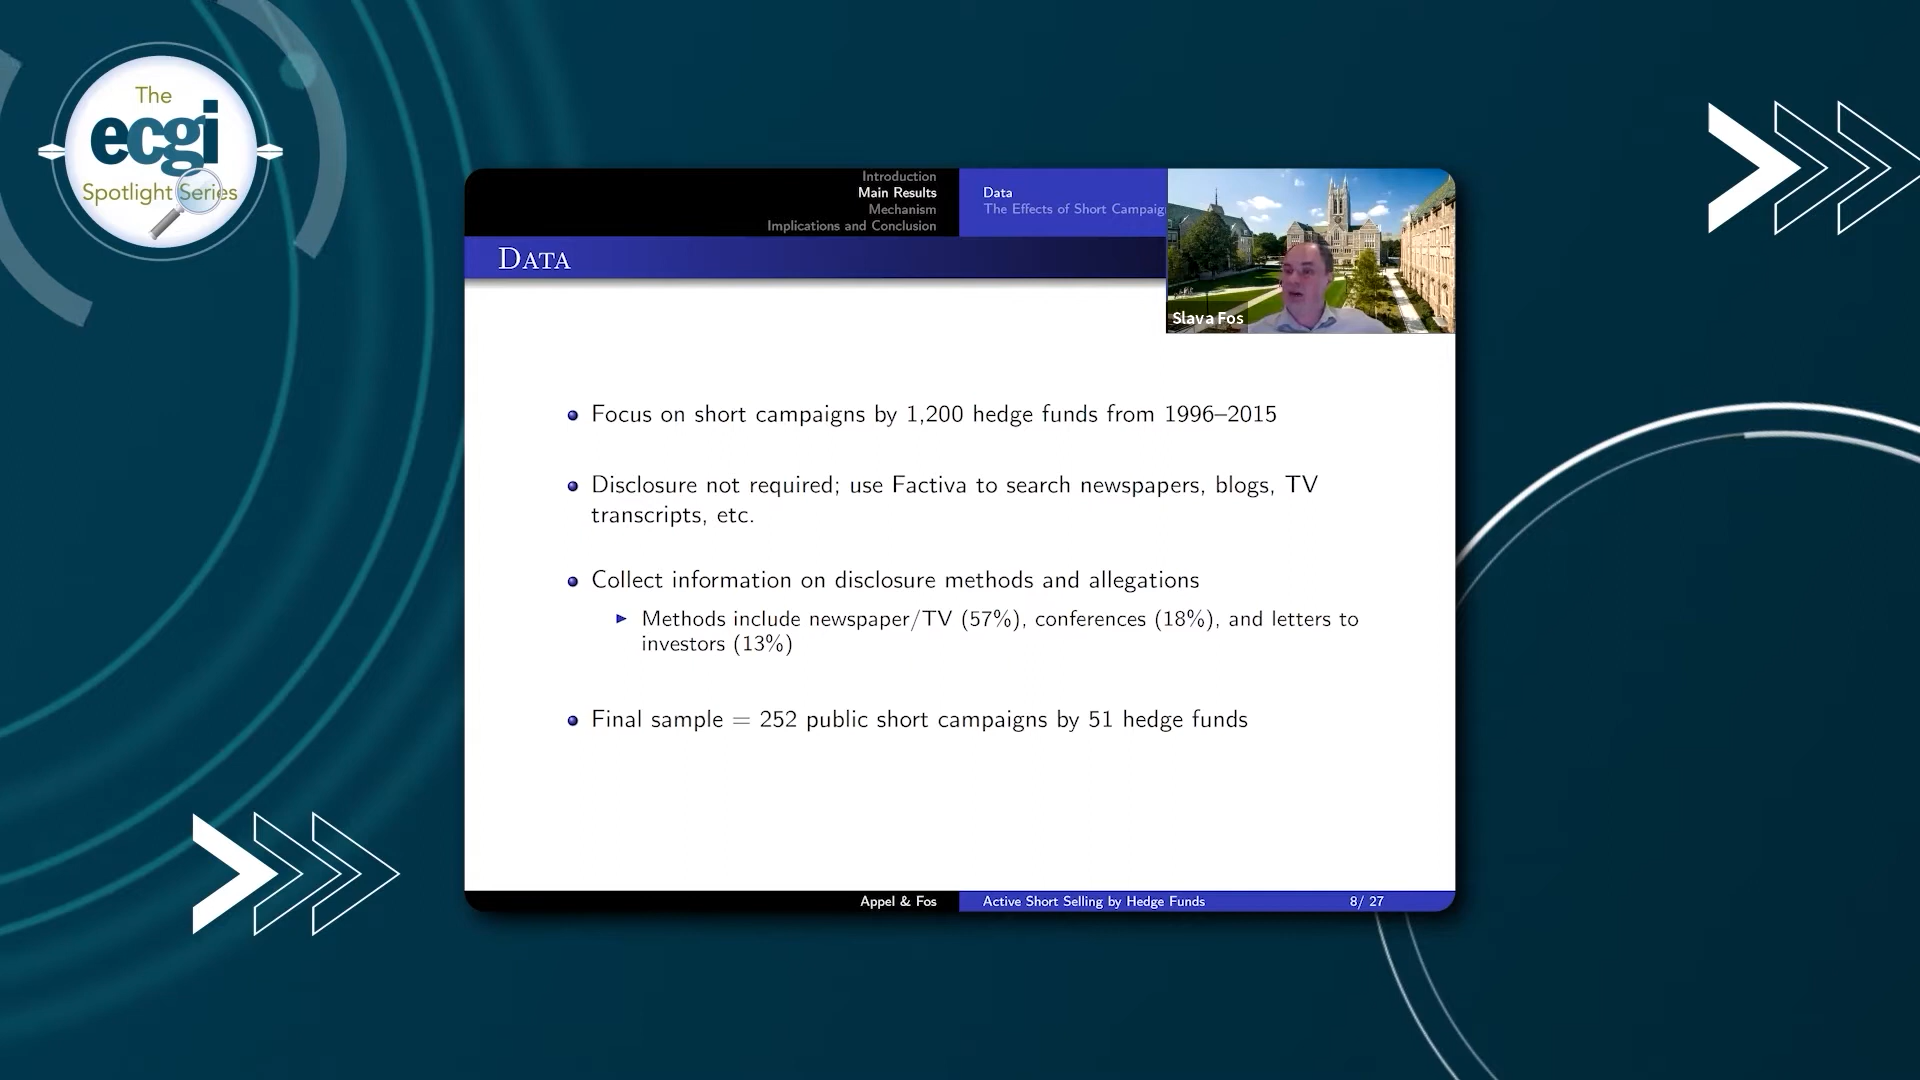 The
ecgi
Spotlight Series
Introduction
Main Results
Mechanism
Implications and Conclusion
Data
The Effects of Short Campaig
DATA
Slava Fos
Focus on short campaigns by 1,200 hedge funds from 1996–2015
Disclosure not required; use Factiva to search newspapers, blogs, TV
transcripts, etc.
Collect information on disclosure methods and allegations
Methods include newspaper/TV (57%), conferences (18%), and letters to
investors (13%)
Final sample = 252 public short campaigns by 51 hedge funds
Appel & Fos
Active Short Selling by Hedge Funds
8/ 27